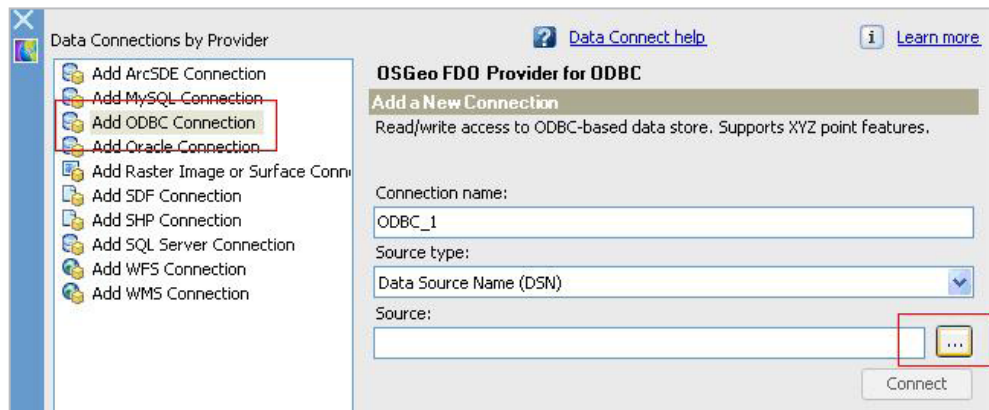 Data Connections by Provider
Data Connect help
Learn more
Add ArcSDE Connection
Add MySQL Connection
Add ODBC Connection
Add Oracle Connection
Add Raster Image or Surface Conn
Add SDF Connection
Add SHP Connection
Add SQL Server Connection
Add WFS Connection
Add WMS Connection
OSGeo FDO Provider for ODBC
Add a New Connection
Read/write access to ODBC-based data store. Supports XYZ point features.
Connection name:
ODBC_1
Source type:
Data Source Name (DSN)
Source:
...
Connect